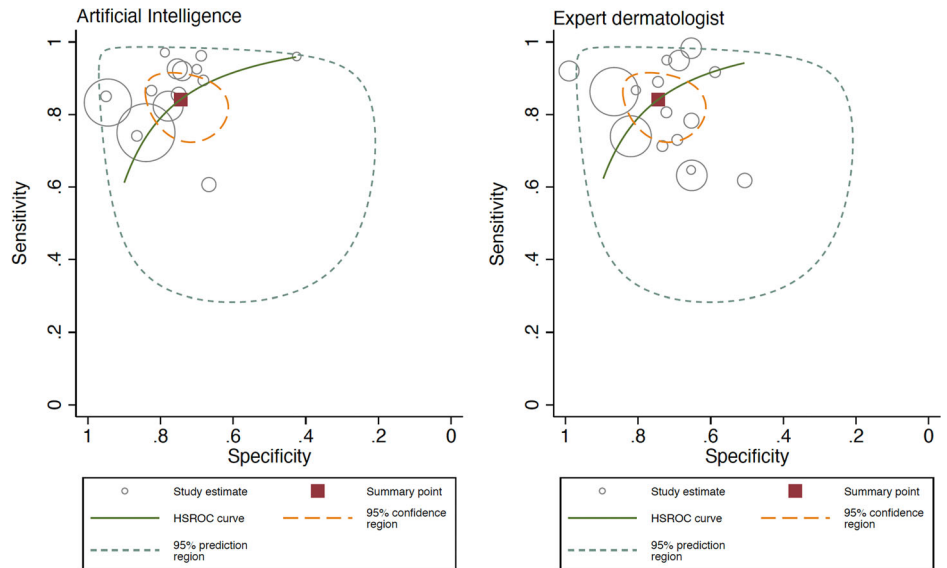 Artificial Intelligence
Sensitivity
1
.8
.6
.4
.2
0
1 .8 .6 .4 .2 0
Specificity
Study estimate
Summary point
HSROC curve
95% confidence
region
95% prediction
region
Expert dermatologist
Sensitivity
1
.8
.6
.4
.2
0
1 .8 .6 .4 .2 0
Specificity
Study estimate
Summary point
HSROC curve
95% confidence
region
95% prediction
region